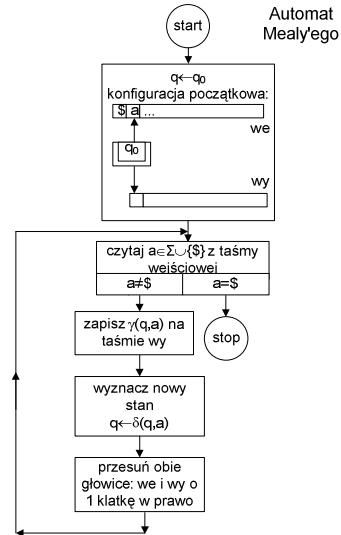 Automat
Mealy'ego
start
q←q₀
konfiguracja początkowa:
$ a ...
we
q₀
wy
czytaj a∈Σ∪{$} z taśmy
wejściowej
a≠$ a=$
zapisz γ(q,a) na
taśmie wy
stop
wyznacz nowy
stan
q←δ(q,a)
przesuń obie
głowice: we i wy o
1 klatkę w prawo